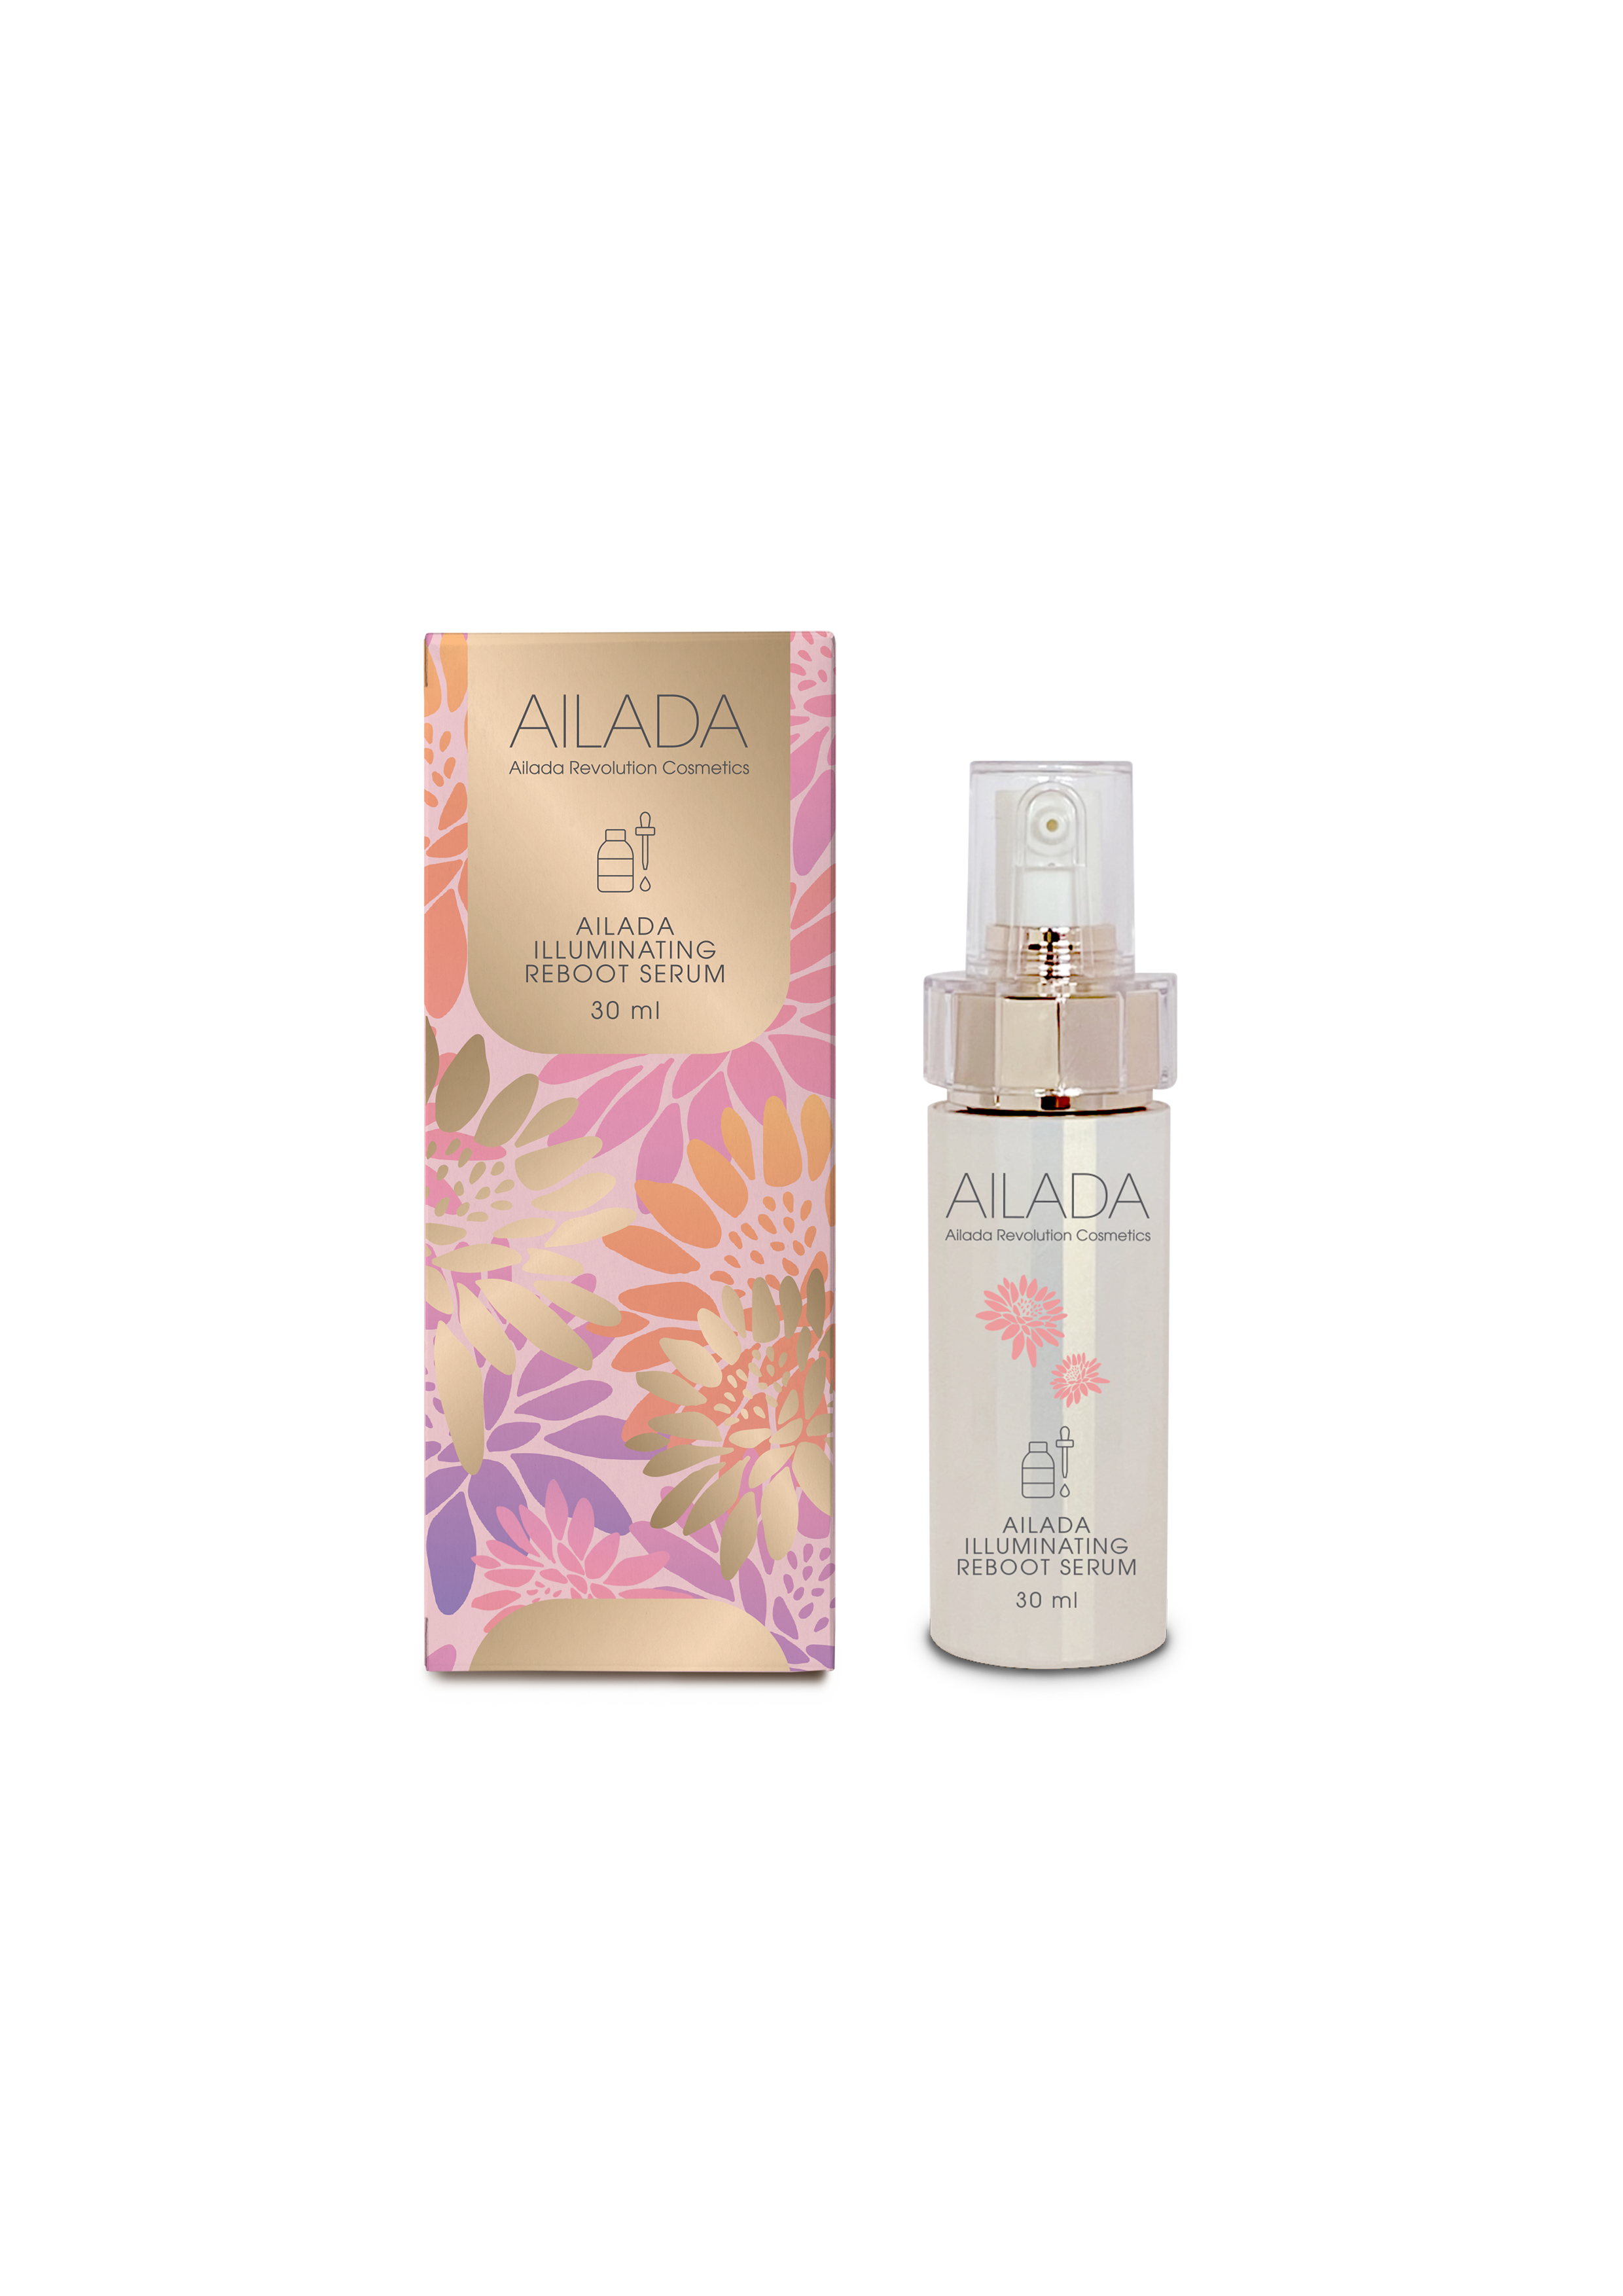 AILADA
Ailada Revolution Cosmetics
AILADA
ILLUMINATING
REBOOT SERUM
30 ml
AILADA
Ailada Revolution Cosmetics
AILADA
ILLUMINATING
REBOOT SERUM
30 ml